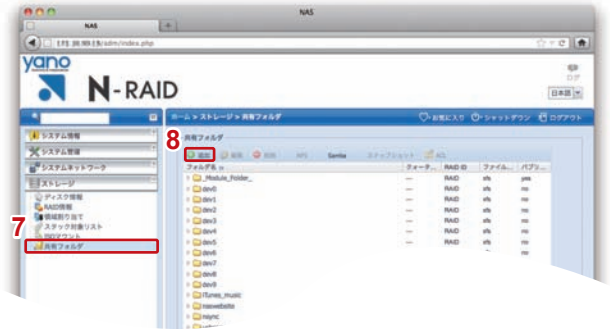 NAS
NAS
yano
N-RAID
日本語
ホーム > ストレージ > 共有フォルダ
お気に入り シャットダウン ログアウト
システム情報
システム管理
システムネットワーク
ストレージ
ディスク情報
RAID情報
領域割り当て
スタック対象リスト
ISOマウント
7
共有フォルダ
共有フォルダ
8
追加 編集 削除 NFS Samba スナップショット ACL
フォルダ名 クォータ... RAID ID ファイル... パブリ...
_Module_Folder_ --- RAID xfs yes
dev0 --- RAID xfs no
dev1 --- RAID xfs no
dev2 --- RAID xfs no
dev3 --- RAID xfs no
dev4 --- RAID xfs no
dev5 --- RAID xfs no
dev6 --- no
dev7
dev8
dev9
iTunes_music
naswebsite
nsync